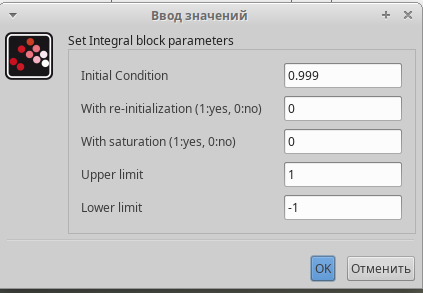 Ввод значений
Set Integral block parameters
Initial Condition 0.999
With re-initialization (1:yes, 0:no) 0
With saturation (1:yes, 0:no) 0
Upper limit 1
Lower limit -1
OK Отменить